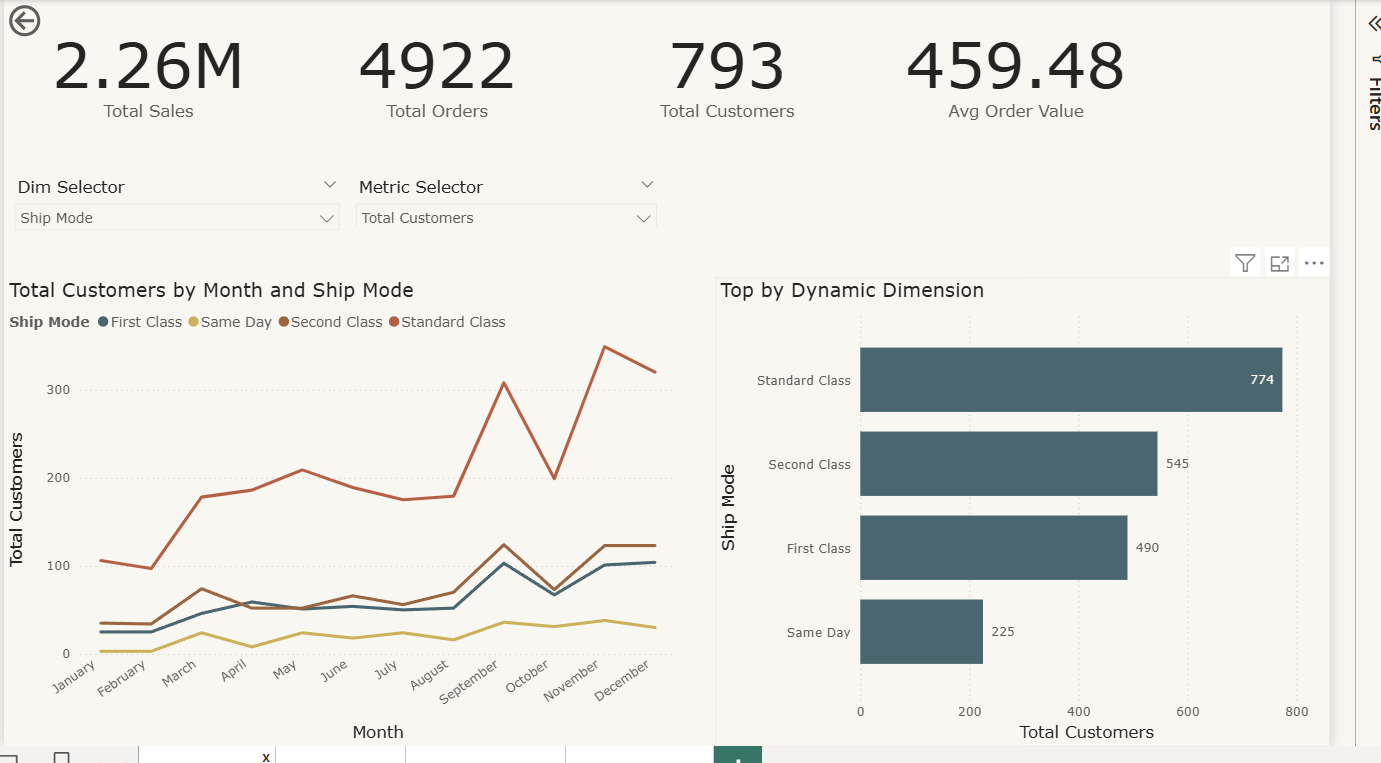 2.26M
Total Sales
4922
Total Orders
793
Total Customers
459.48
Avg Order Value
Filters
Dim Selector
Ship Mode
Metric Selector
Total Customers
Total Customers by Month and Ship Mode
Ship Mode First Class Same Day Second Class Standard Class
Total Customers
300
200
100
0
January February March April May June July August September October November December
Month
Top by Dynamic Dimension
Ship Mode
Standard Class 774
Second Class 545
First Class 490
Same Day 225
0 200 400 600 800
Total Customers
x